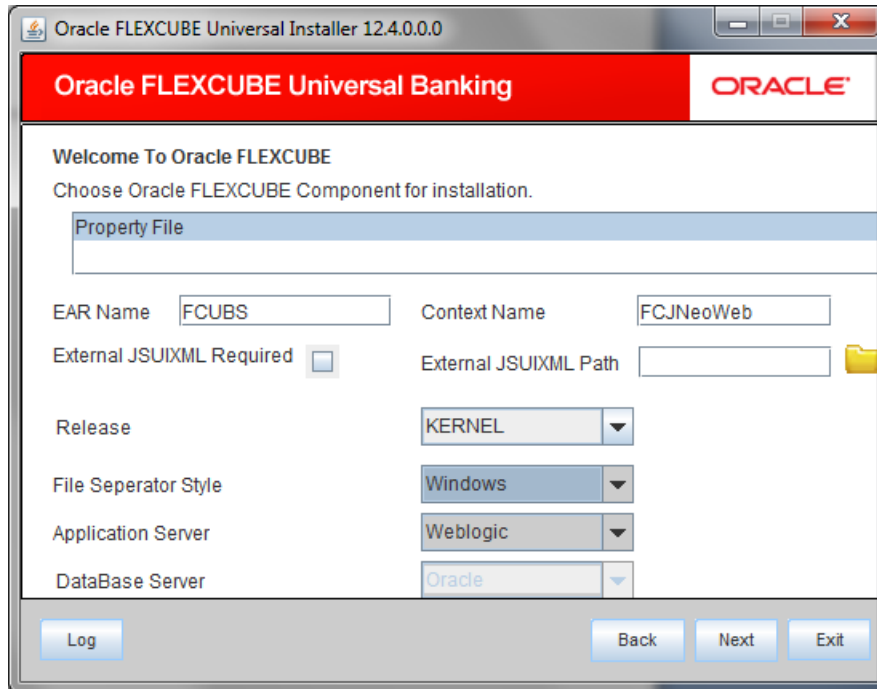 Oracle FLEXCUBE Universal Installer 12.4.0.0.0
Oracle FLEXCUBE Universal Banking ORACLE®
Welcome To Oracle FLEXCUBE
Choose Oracle FLEXCUBE Component for installation.
Property File
EAR Name FCUBS Context Name FCJNeoWeb
External JSUIXML Required External JSUIXML Path
Release KERNEL
File Seperator Style Windows
Application Server Weblogic
DataBase Server Oracle
Log Back Next Exit